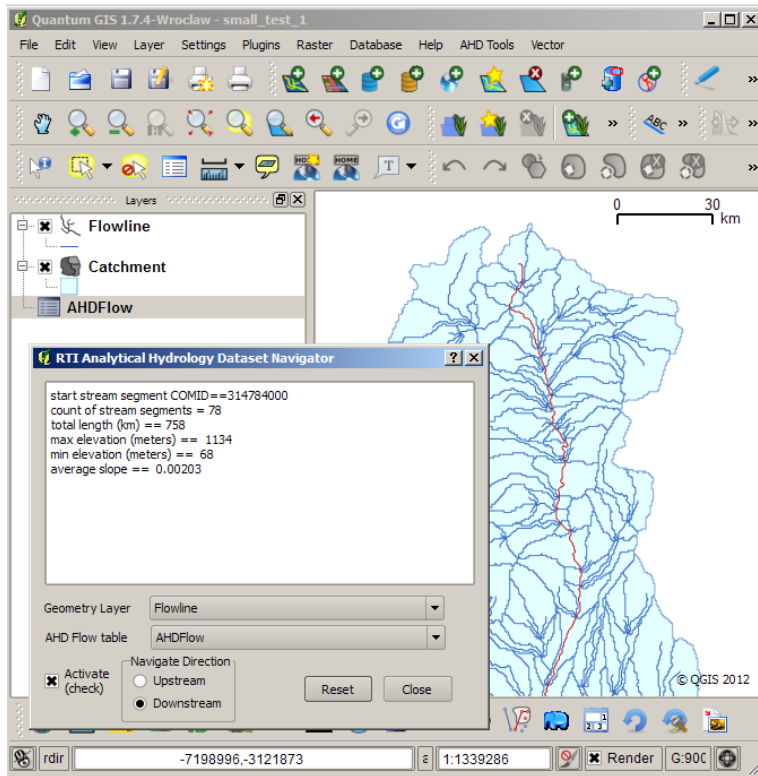 Quantum GIS 1.7.4-Wroclaw - small_test_1
File Edit View Layer Settings Plugins Raster Database Help AHD Tools Vector
»
ABC
» »
HOME HOME T
»
Layers
Flowline
Catchment
AHDFlow
0 30
km
RTI Analytical Hydrology Dataset Navigator
start stream segment COMID==314784000
count of stream segments = 78
total length (km) == 758
max elevation (meters) == 1134
min elevation (meters) == 68
average slope == 0.00203
Geometry Layer Flowline
AHD Flow table AHDFlow
Activate
(check)
Navigate Direction
Upstream
Downstream
Reset Close
© QGIS 2012
rdir -7198996,-3121873 1:1339286 Render G:90